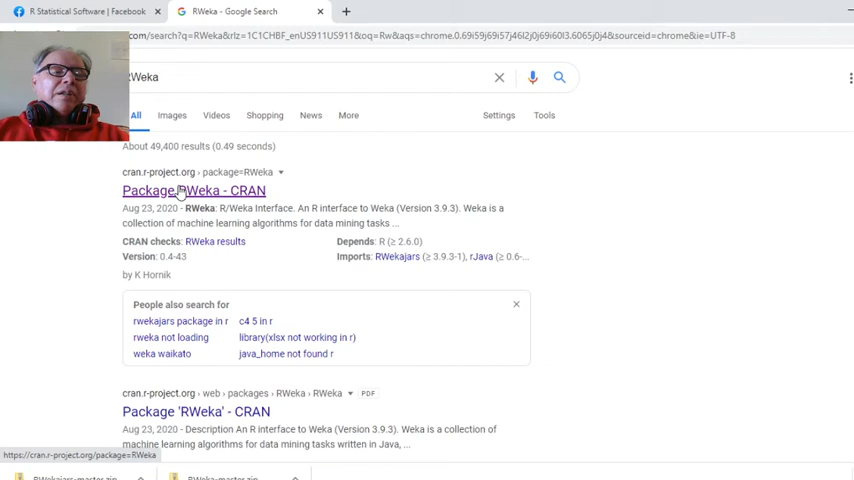 R Statistical Software | Facebook
RWeka - Google Search
.com/search?q=RWeka&rlz=1C1CHBF_enUS911US911&oq=Rw&aqs=chrome.0.69i59j69i57j46l2j0j69i60l3.6065j0j4&sourceid=chrome&ie=UTF-8
RWeka
All Images Videos Shopping News More Settings Tools
About 49,400 results (0.49 seconds)
cran.r-project.org › package=RWeka
Package RWeka - CRAN
Aug 23, 2020 - RWeka: R/Weka Interface. An R interface to Weka (Version 3.9.3). Weka is a
collection of machine learning algorithms for data mining tasks ...
CRAN checks: RWeka results Depends: R (≥ 2.6.0)
Version: 0.4-43 Imports: RWekajars (≥ 3.9.3-1), rJava (≥ 0.6-...
by K Hornik
People also search for
rwekajars package in r c4 5 in r
rweka not loading library(xlsx not working in r)
weka waikato java_home not found r
cran.r-project.org › web › packages › RWeka › RWeka PDF
Package 'RWeka' - CRAN
Aug 23, 2020 - Description An R interface to Weka (Version 3.9.3). Weka is a collection of
machine learning algorithms for data mining tasks written in Java, ...
https://cran.r-project.org/package=RWeka
RWekajars-master.zip RWeka-master.zip